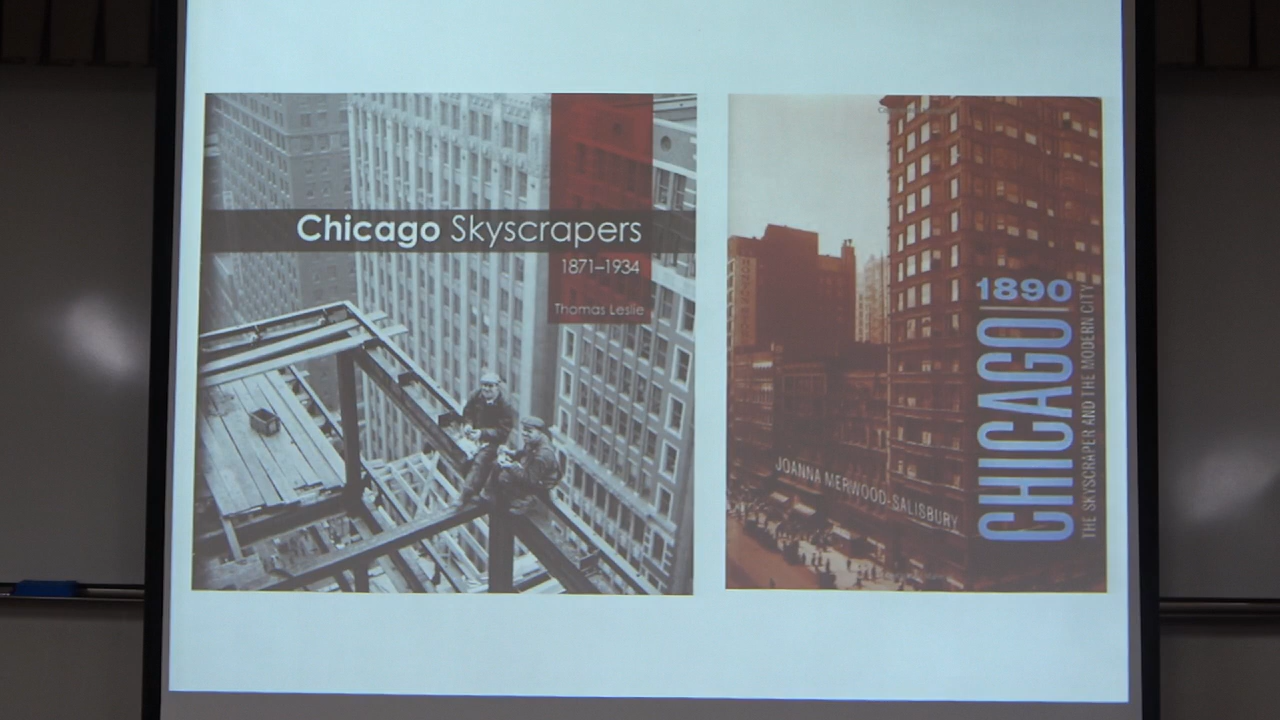 Chicago Skyscrapers
1871–1934
Thomas Leslie
1890
CHICAGO
THE SKYSCRAPER AND THE MODERN CITY
JOANNA MERWOOD-SALISBURY